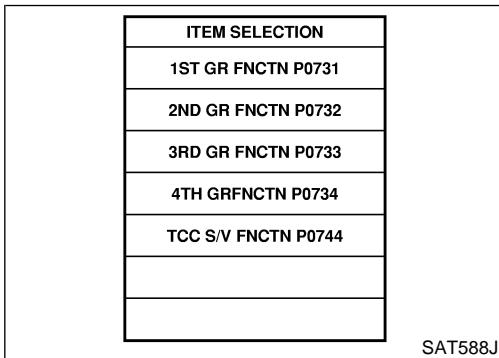 ITEM SELECTION
1ST GR FNCTN P0731
2ND GR FNCTN P0732
3RD GR FNCTN P0733
4TH GRFNCTN P0734
TCC S/V FNCTN P0744
SAT588J